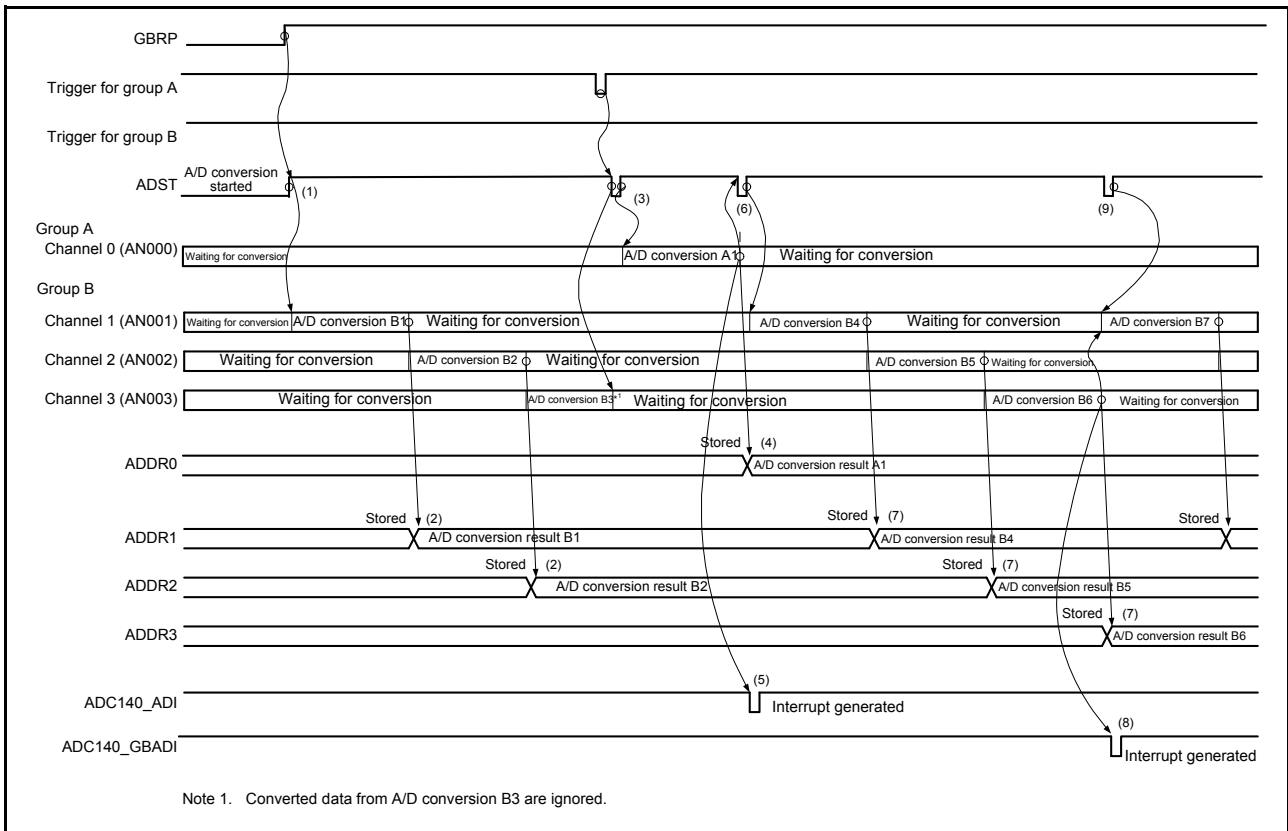 GBRP
Trigger for group A
Trigger for group B
A/D conversion
started
ADST
(1)
(3)
(6)
(9)
Group A
Channel 0 (AN000)
Waiting for conversion
A/D conversion A1
Waiting for conversion
Group B
Channel 1 (AN001)
Waiting for conversion
A/D conversion B1
Waiting for conversion
A/D conversion B4
Waiting for conversion
A/D conversion B7
Channel 2 (AN002)
Waiting for conversion
A/D conversion B2
Waiting for conversion
A/D conversion B5
Waiting for conversion
Channel 3 (AN003)
Waiting for conversion
A/D conversion B3*1
Waiting for conversion
A/D conversion B6
Waiting for conversion
Stored (4)
ADDR0
A/D conversion result A1
Stored (2)
Stored (7)
Stored
ADDR1
A/D conversion result B1
A/D conversion result B4
Stored (2)
Stored (7)
ADDR2
A/D conversion result B2
A/D conversion result B5
Stored (7)
ADDR3
A/D conversion result B6
(5)
ADC140_ADI
Interrupt generated
(8)
ADC140_GBADI
Interrupt generated
Note 1. Converted data from A/D conversion B3 are ignored.